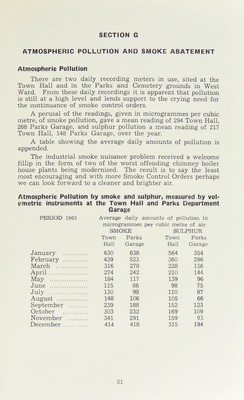 SECTION G
ATMOSPHERIC POLLUTION AND SMOKE ABATEMENT
Atmospheric Pollution
There are two daily recording meters in use, sited at the
Town Hall and in the Parks and Cemetery grounds in West
Ward. From these daily recordings it is apparent that pollution
is still at a high level and lends support to the crying need for
the continuance of smoke control orders.
A perusal of the readings, given in microgrammes per cubic
metre, of smoke pollution, gave a mean reading of 294 Town Hall,
268 Parks Garage, and sulphur pollution a mean reading of 217
Town Hall, 148 Parks Garage, over the year.
A table showing the average daily amounts of pollution is
appended.
The industrial smoke nuisance problem received a welcome
fillip in the form of two of the worst offending chimney boiler
house plants being modernised. The result is to say the least
most encouraging and with more Smoke Control Orders perhaps
we can look forward to a cleaner and brighter air.
Atmospheric Pollution by smoke and sulphur, measured by vol-
umetric instruments at the Town Hall and Parks Department
Garage
PERIOD 1961 Average daily amounts of pollution in
microgrammes per cubic metre of air
SMOKE SULPHUR
Town Parks Town Parks
Hall Garage Hall Garage
January 630 638 564 354
February 439 523 360 296
March 316 278 228 136
April 274 242 210 144
May 184 117 139 96
June 115 86 98 75
July 130 98 110 87
August 148 106 105 66
September 239 188 152 123
October 303 232 169 109
November 341 291 159 93
December 414 418 315 194
51